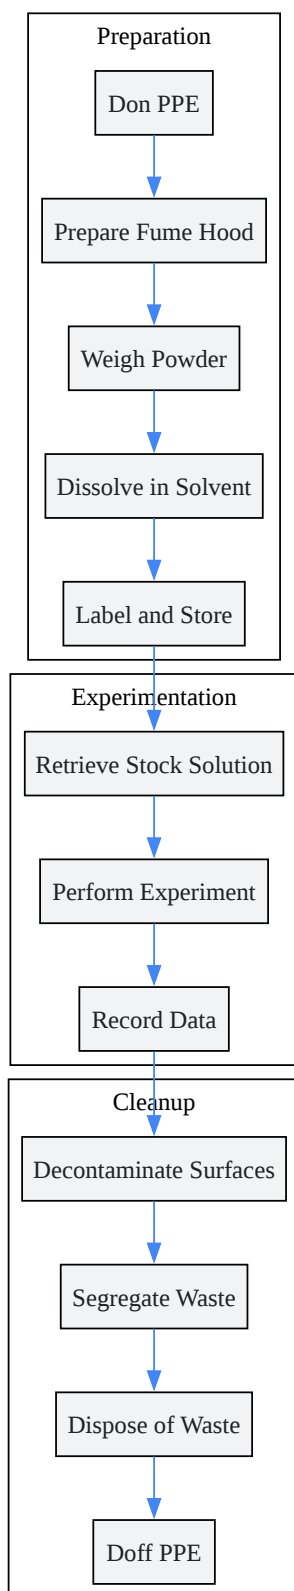 Preparation
Don PPE
Prepare Fume Hood
Weigh Powder
Dissolve in Solvent
Label and Store
Experimentation
Retrieve Stock Solution
Perform Experiment
Record Data
Cleanup
Decontaminate Surfaces
Segregate Waste
Dispose of Waste
Doff PPE